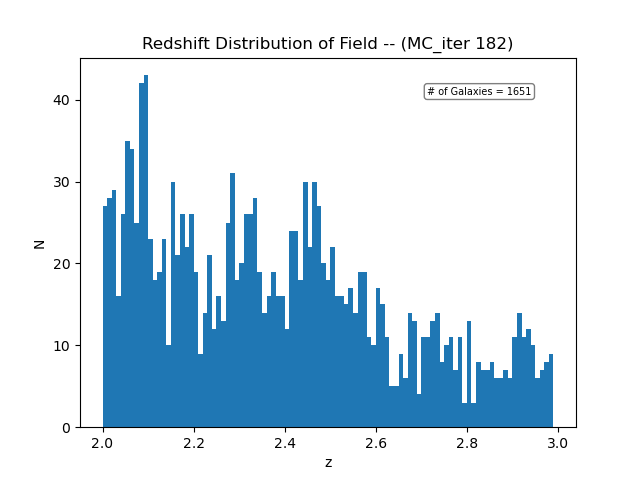 Redshift Distribution of Field -- (MC_iter 182)
# of Galaxies = 1651
40
30
20
10
0
N
2.0 2.2 2.4 2.6 2.8 3.0
z